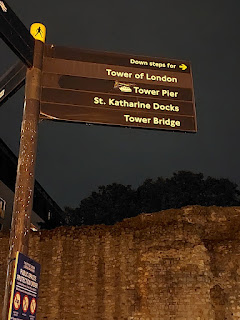 Down steps for
Tower of London
Tower Pier
St. Katharine Docks
Tower Bridge